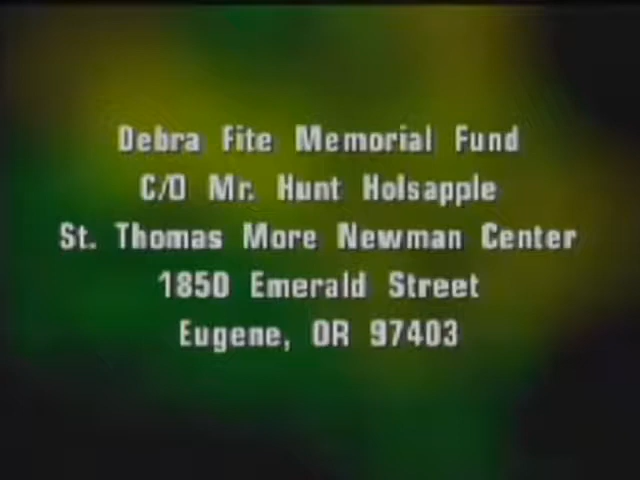 Debra Fite Memorial Fund
C/O Mr. Hunt Holsapple
St. Thomas More Newman Center
1850 Emerald Street
Eugene, OR 97403